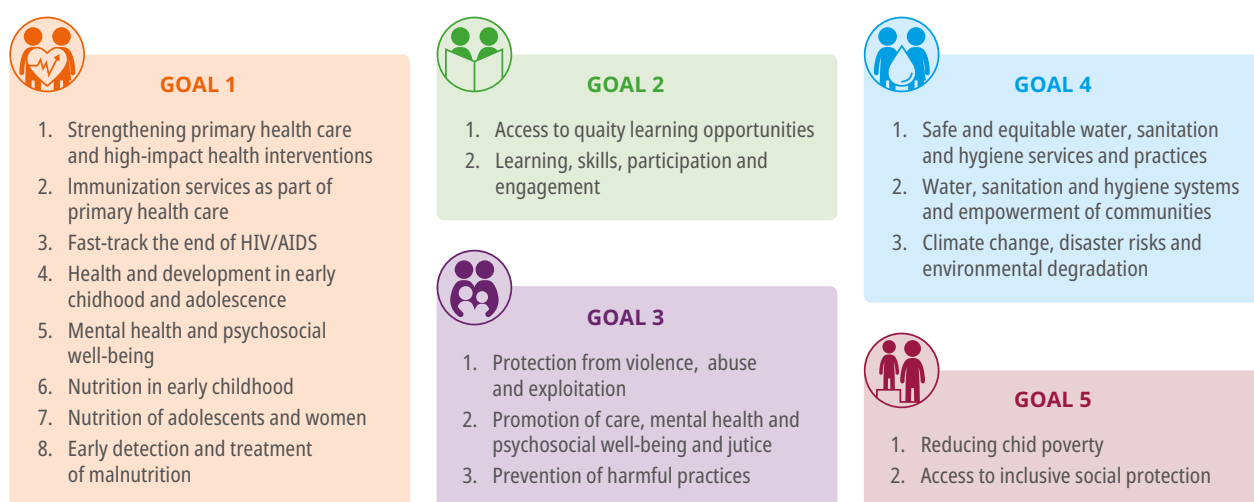 GOAL 1
1. Strengthening primary health care
and high-impact health interventions
2. Immunization services as part of
primary health care
3. Fast-track the end of HIV/AIDS
4. Health and development in early
chidhood and adolescence
5. Mental health and psychosocial
well-being
6. Nutrition in early childhood
7. Nutrition of adolescents and women
8. Early detection and treatment
of malnutrition
GOAL 2
1. Access to quaity learning opportunities
2. Learning, skills, participation and
engagement
GOAL 3
1. Protection from violence, abuse
and exploitation
2. Promotion of care, mental health and
psychosocial well-being and jutice
3. Prevention of harmful practices
GOAL 4
1. Safe and equitable water, sanitation
and hygiene services and practices
2. Water, sanitation and hygiene systems
and empowerment of communities
3. Climate change, disaster risks and
environmental degradation
GOAL 5
1. Reducing chid poverty
2. Access to inclusive social protection